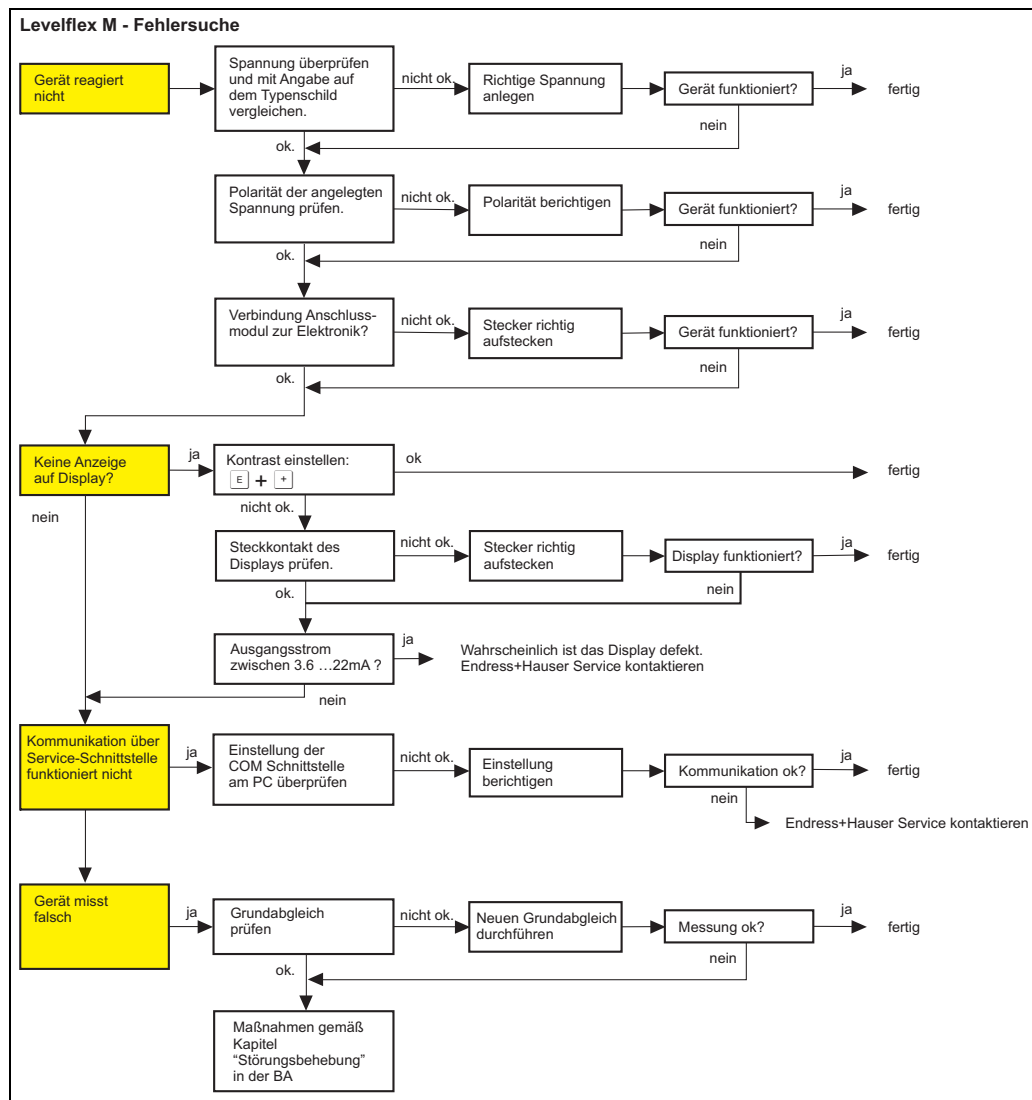 Levelflex M - Fehlersuche
Gerät reagiert
nicht
Spannung überprüfen
und mit Angabe auf
dem Typenschild
vergleichen.
nicht ok.
Richtige Spannung
anlegen
Gerät funktioniert?
ja
fertig
nein
ok.
Polarität der angelegten
Spannung prüfen.
nicht ok.
Polarität berichtigen
Gerät funktioniert?
ja
fertig
nein
ok.
Verbindung Anschluss-
modul zur Elektronik?
nicht ok.
Stecker richtig
aufstecken
Gerät funktioniert?
ja
fertig
nein
ok.
Keine Anzeige
auf Display?
ja
Kontrast einstellen:
E + +
ok
fertig
nein
nicht ok.
Steckkontakt des
Displays prüfen.
nicht ok.
Stecker richtig
aufstecken
Display funktioniert?
ja
fertig
nein
ok.
Ausgangsstrom
zwischen 3.6 …22mA ?
ja
Wahrscheinlich ist das Display defekt.
Endress+Hauser Service kontaktieren
nein
Kommunikation über
Service-Schnittstelle
funktioniert nicht
ja
Einstellung der
COM Schnittstelle
am PC überprüfen
nicht ok.
Einstellung
berichtigen
Kommunikation ok?
ja
fertig
nein
Endress+Hauser Service kontaktieren
Gerät misst
falsch
ja
Grundabgleich
prüfen
nicht ok.
Neuen Grundabgleich
durchführen
Messung ok?
ja
fertig
nein
ok.
Maßnahmen gemäß
Kapitel
“Störungsbehebung”
in der BA